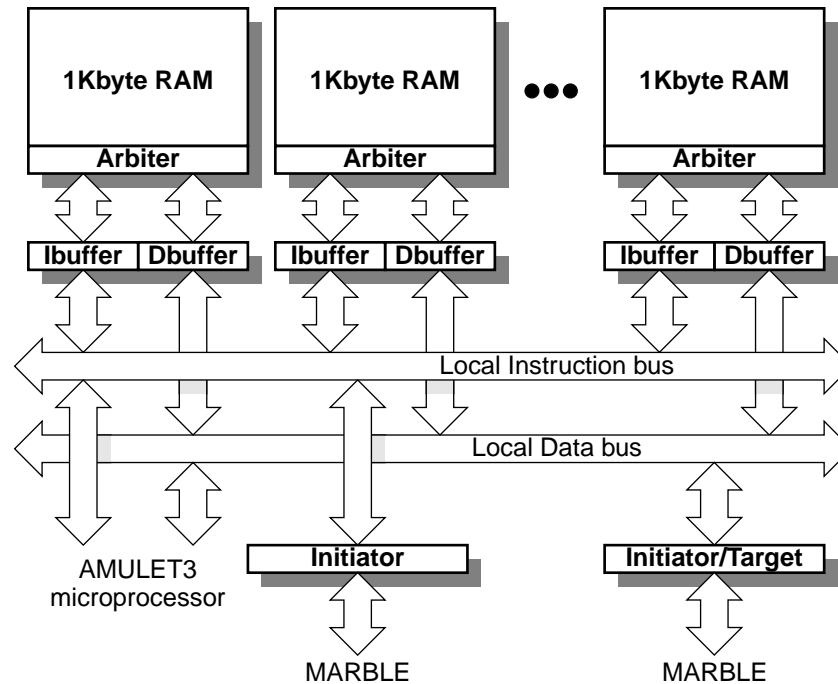 1Kbyte RAM 1Kbyte RAM 1Kbyte RAM
Arbiter Arbiter Arbiter
Ibuffer Dbuffer Ibuffer Dbuffer Ibuffer Dbuffer
Local Instruction bus
Local Data bus
Initiator Initiator/Target
AMULET3
microprocessor
MARBLE MARBLE